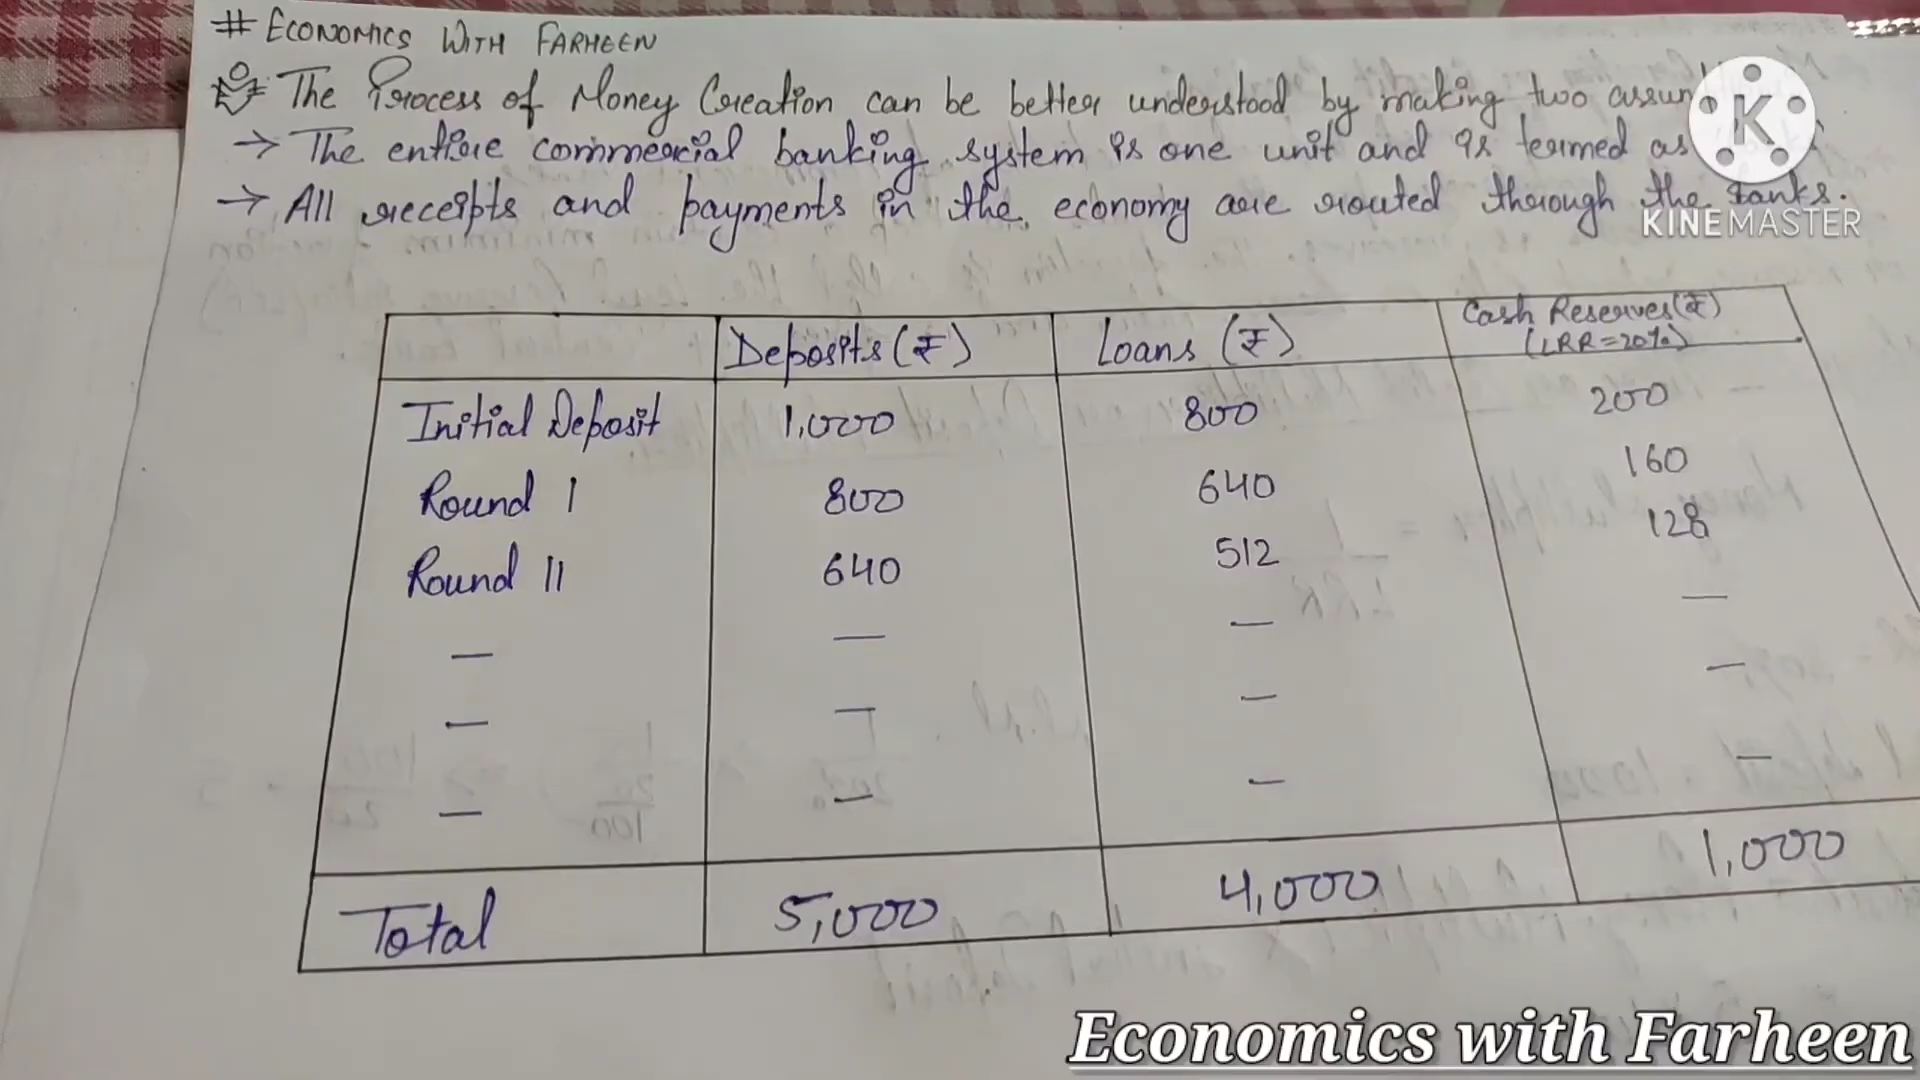 # ECONOMICS WITH FARHEEN
The Process of Money Creation can be better understood by making two
→ The entire commercial banking system is one unit and is termed as
→ All receipts and payments in the economy are routed through the banks.
K
KINEMASTER
Deposits (₹) Loans (₹) Cash Reserves (₹) (LRR = 20%)
Initial Deposit 1,000 800 200
Round I 800 640 160
Round II 640 512 128
— — — —
— — — —
— — — —
Total 5,000 4,000 1,000
Economics with Farheen